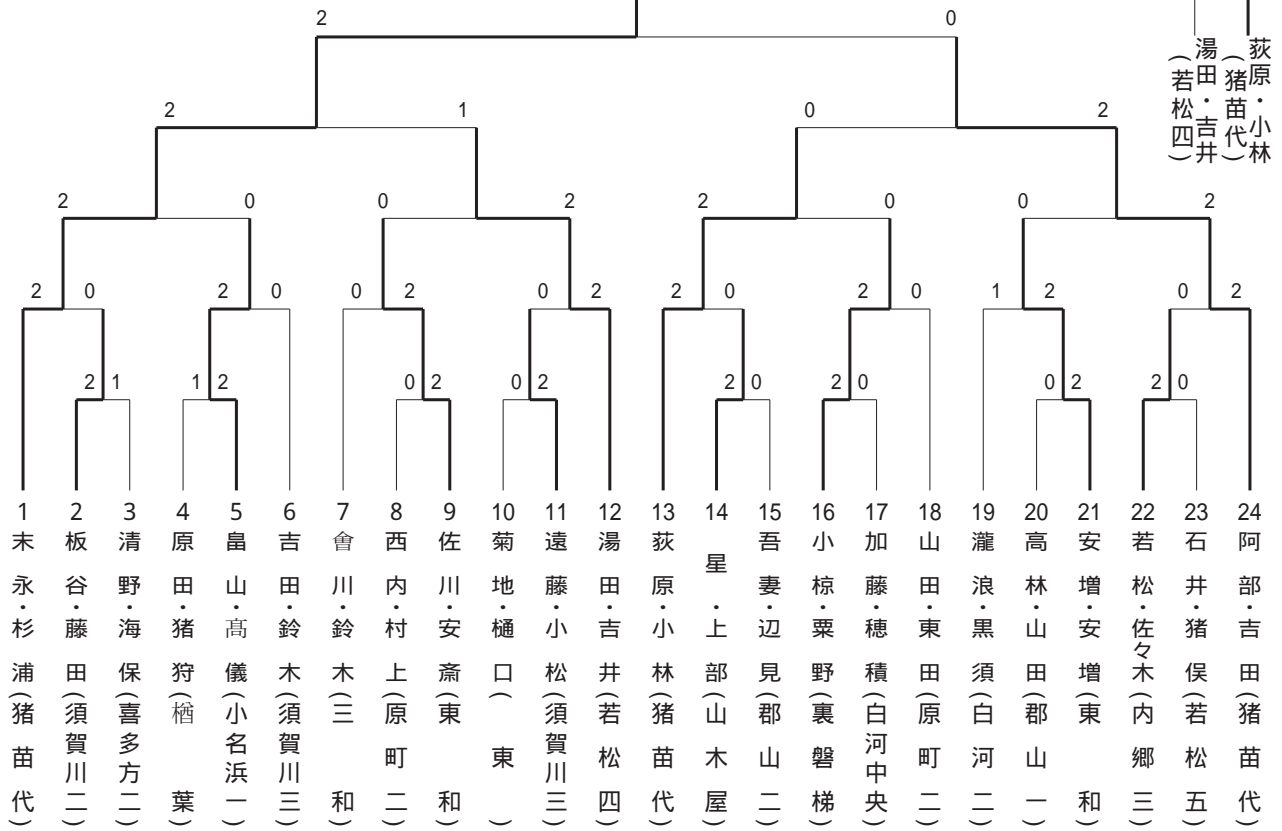 2 0
荻原・小林
(猪苗代)
湯田・吉井
(若松四)
2 1 0 2
2 0 0 2 2 0 0 2
2 0 2 0 0 2 0 2 2 0 2 0 1 2 0 2
2 1 1 2 0 2 0 2 2 0 2 0 0 2 2 0
1 末永・杉浦(猪苗代)
2 板谷・藤田(須賀川二)
3 清野・海保(喜多方二)
4 原田・猪狩(楢葉)
5 畠山・髙儀(小名浜一)
6 吉田・鈴木(須賀川三)
7 會川・鈴木(三和)
8 西内・村上(原町二)
9 佐川・安斎(東和)
10 菊地・樋口(東)
11 遠藤・小松(須賀川三)
12 湯田・吉井(若松四)
13 荻原・小林(猪苗代)
14 星・上部(山木屋)
15 吾妻・辺見(郡山二)
16 小椋・粟野(裏磐梯)
17 加藤・穂積(白河中央)
18 山田・東田(原町二)
19 瀧浪・黒須(白河二)
20 高林・山田(郡山一)
21 安増・安増(東和)
22 若松・佐々木(内郷三)
23 石井・猪俣(若松五)
24 阿部・吉田(猪苗代)